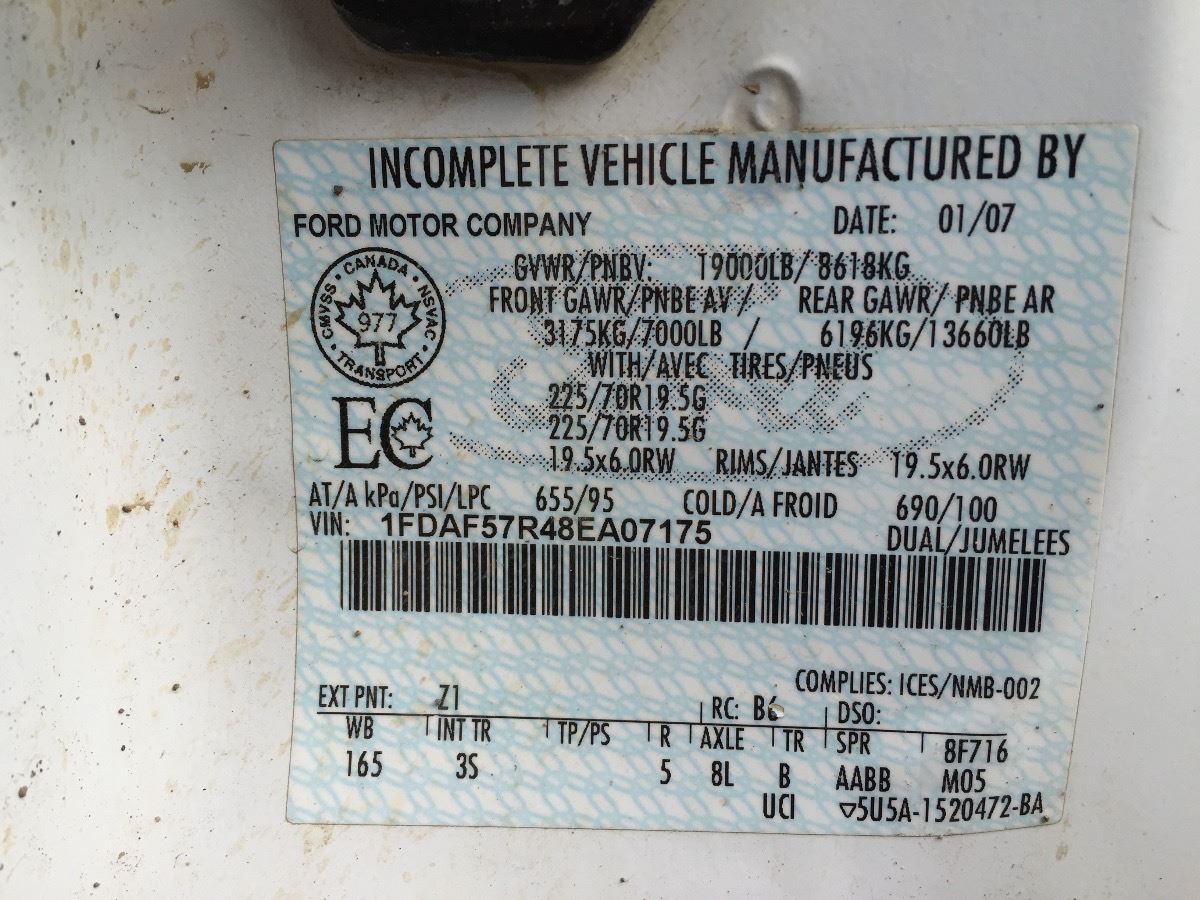 INCOMPLETE VEHICLE MANUFACTURED BY
FORD MOTOR COMPANY DATE: 01/07
GVWR/PNBV: 19000LB/ 8618KG
FRONT GAWR/PNBE AV / REAR GAWR/ PNBE AR
3175KG/7000LB / 6196KG/13660LB
WITH/AVEC TIRES/PNEUS
225/70R19.5G
225/70R19.5G
19.5x6.0RW RIMS/JANTES 19.5x6.0RW
AT/A kPa/PSI/LPC 655/95 COLD/A FROID 690/100
VIN: 1FDAF57R48EA07175 DUAL/JUMELEES
CANADA · NSVAC · TRANSPORT · CMVSS ·
977
EC
COMPLIES: ICES/NMB-002
EXT PNT: Z1 RC: B6 DSO:
WB INT TR TP/PS R AXLE TR SPR 8F716
165 3S 5 8L B AABB M05
UCI ▽5U5A-1520472-BA